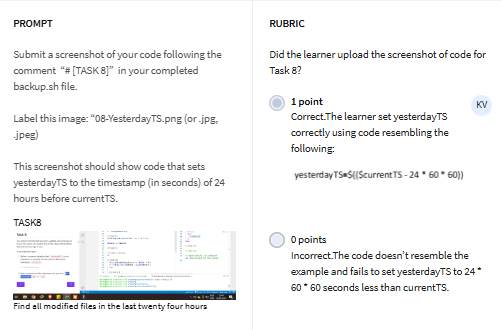 PROMPT
Submit a screenshot of your code following the
comment “# [TASK 8]” in your completed
backup.sh file.
Label this image: “08-YesterdayTS.png (or .jpg,
.jpeg)
This screenshot should show code that sets
yesterdayTS to the timestamp (in seconds) of 24
hours before currentTS.
TASK8
Task 8
Find all modified files in the last twenty four hours
RUBRIC
Did the learner upload the screenshot of code for
Task 8?
1 point
KV
Correct.The learner set yesterdayTS
correctly using code resembling the
following:
yesterdayTS=$(($currentTS - 24 * 60 * 60))
0 points
Incorrect.The code doesn’t resemble the
example and fails to set yesterdayTS to 24 *
60 * 60 seconds less than currentTS.